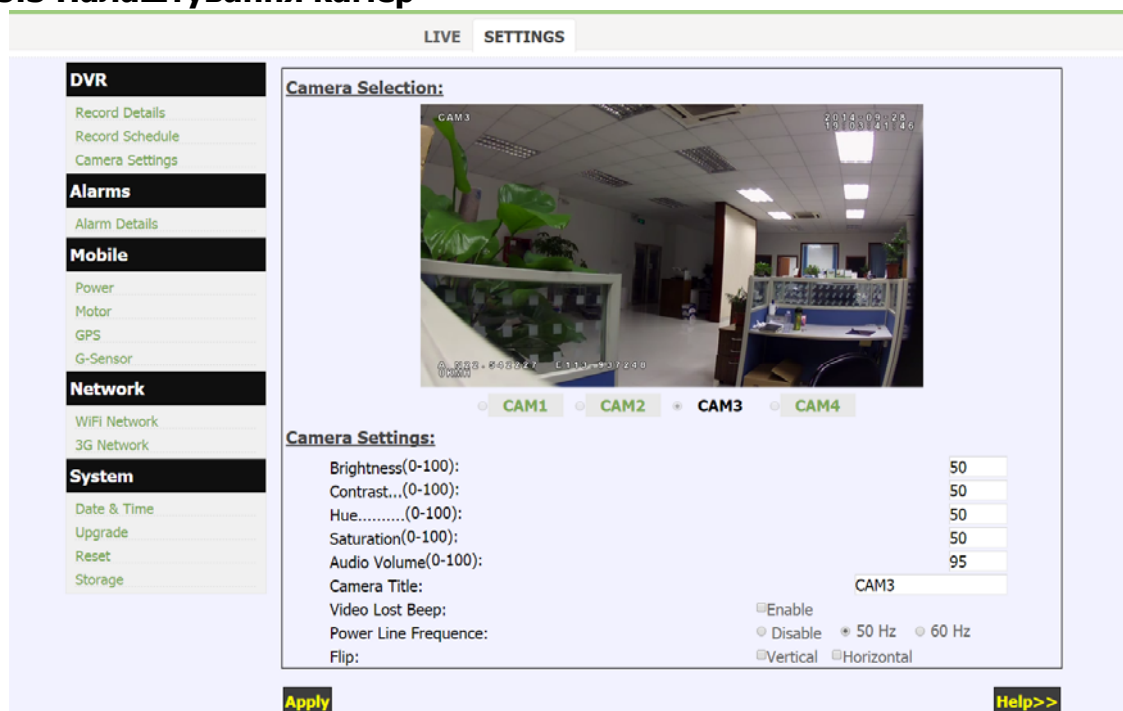 Налаштування камер
LIVE SETTINGS
DVR
Record Details
Record Schedule
Camera Settings
Alarms
Alarm Details
Mobile
Power
Motor
GPS
G-Sensor
Network
WiFi Network
3G Network
System
Date & Time
Upgrade
Reset
Storage
Camera Selection:
CAM3
2014-09-28
CAM1 CAM2 CAM3 CAM4
Camera Settings:
Brightness(0-100): 50
Contrast...(0-100): 50
Hue..........(0-100): 50
Saturation(0-100): 50
Audio Volume(0-100): 95
Camera Title: CAM3
Video Lost Beep: Enable
Power Line Frequence: Disable 50 Hz 60 Hz
Flip: Vertical Horizontal
Apply Help>>